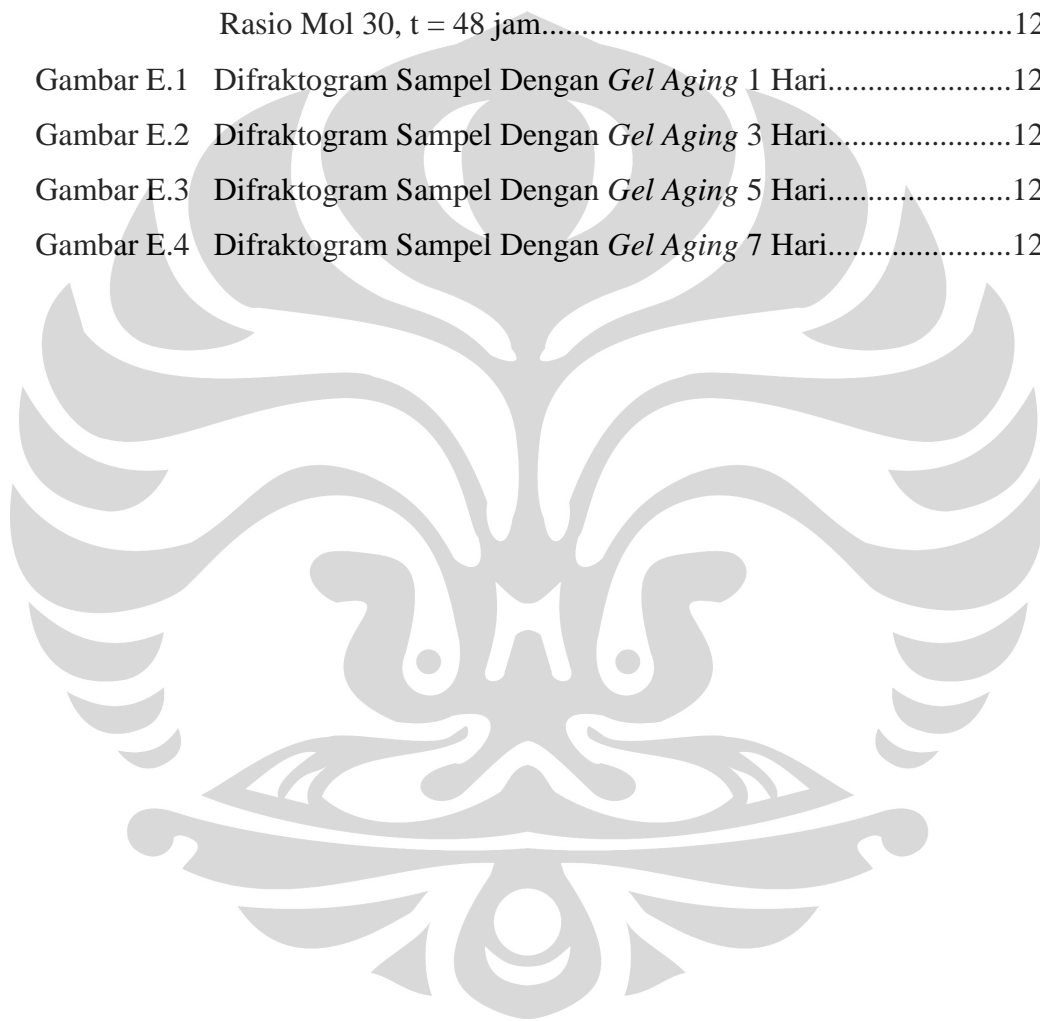 Rasio Mol 30, t = 48 jam............................................................12
Gambar E.1 Difraktogram Sampel Dengan Gel Aging 1 Hari.......................12
Gambar E.2 Difraktogram Sampel Dengan Gel Aging 3 Hari.......................12
Gambar E.3 Difraktogram Sampel Dengan Gel Aging 5 Hari.......................12
Gambar E.4 Difraktogram Sampel Dengan Gel Aging 7 Hari.......................12